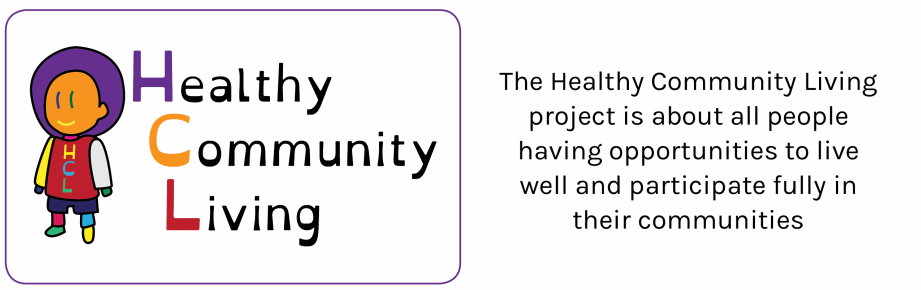 H
C
L
Healthy
Community
Living
The Healthy Community Living
project is about all people
having opportunities to live
well and participate fully in
their communities